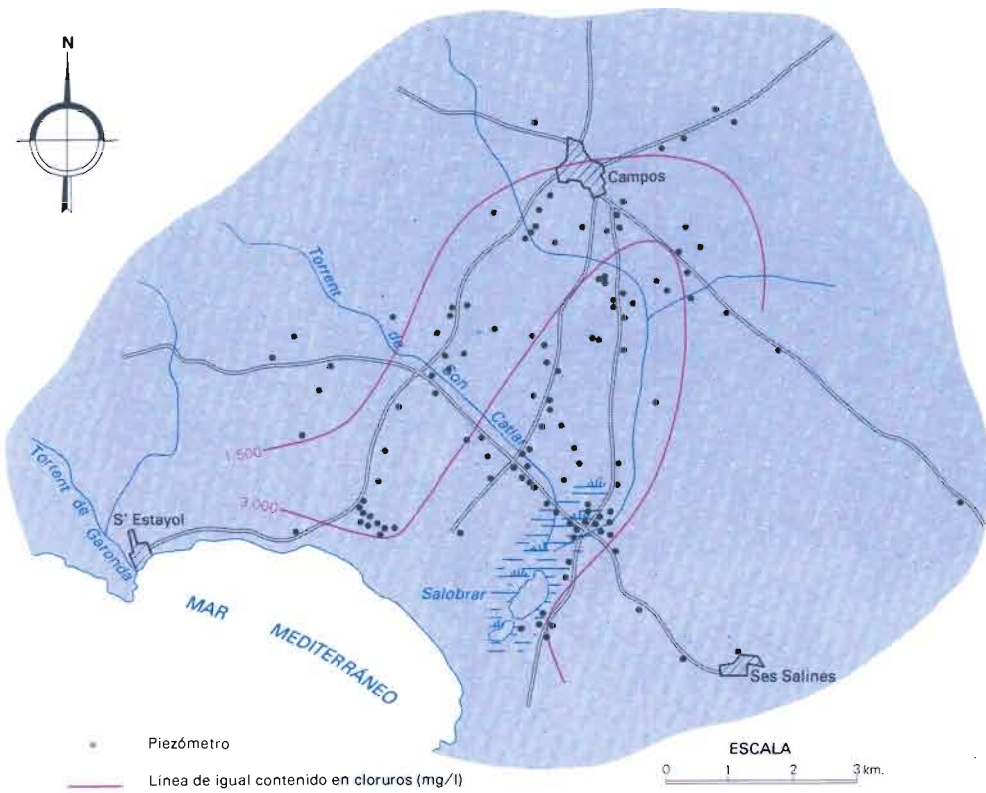 N
Campos
Torrent de Son Catlar
1.500
3.000
Torrent de Garonda
S' Estayol
Salobrar
MAR MEDITERRÁNEO
Ses Salines
Piezómetro
Línea de igual contenido en cloruros (mg/l)
ESCALA
0 1 2 3 km.